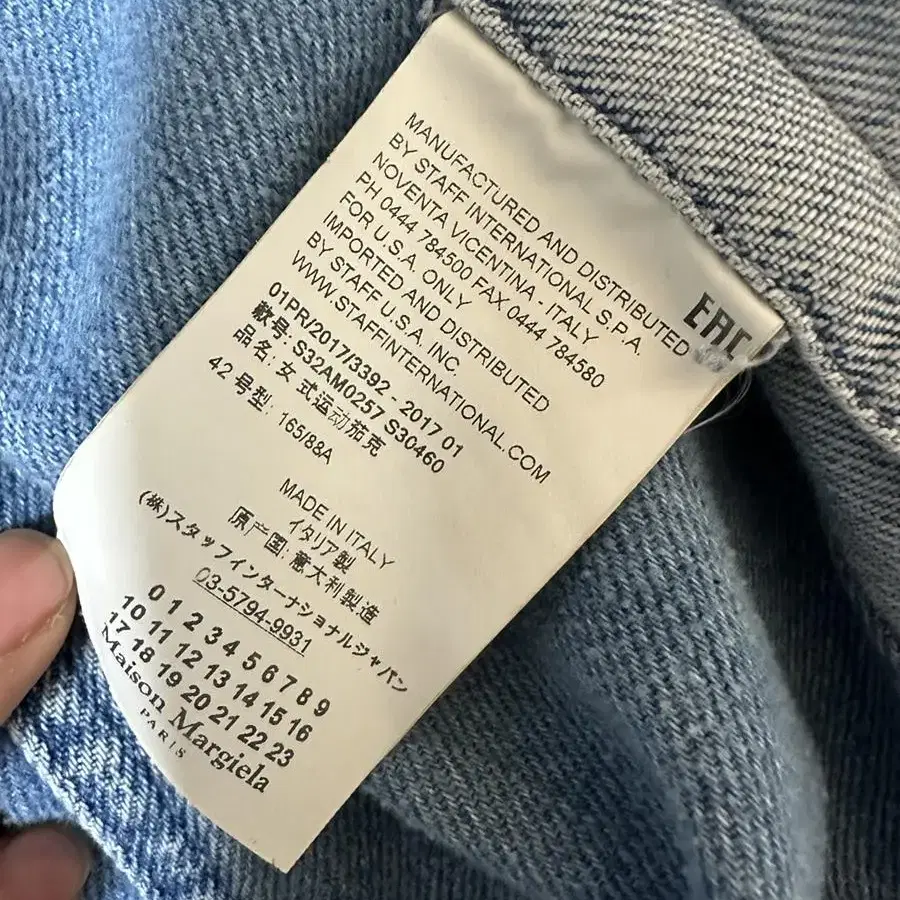 EAC
MANUFACTURED AND DISTRIBUTED
BY STAFF INTERNATIONAL S.P.A.
NOVENTA VICENTINA - ITALY
PH 0444 784500 FAX 0444 784580
FOR U.S.A. ONLY
IMPORTED AND DISTRIBUTED
BY STAFF U.S.A. INC.
WWW.STAFFINTERNATIONAL.COM
01PR/2017/3392 - 2017 01
款号: S32AM0257 S30460
品名: 女 式运动茄克
42 号型: 165/88A
MADE IN ITALY
イタリア製
原产国: 意大利製造
(株)スタッフインターナショナルジャパン
03-5794-9931
0 1 2 3 4 5 6 7 8 9
10 11 12 13 14 15 16
17 18 19 20 21 22 23
Maison Margiela
PARIS